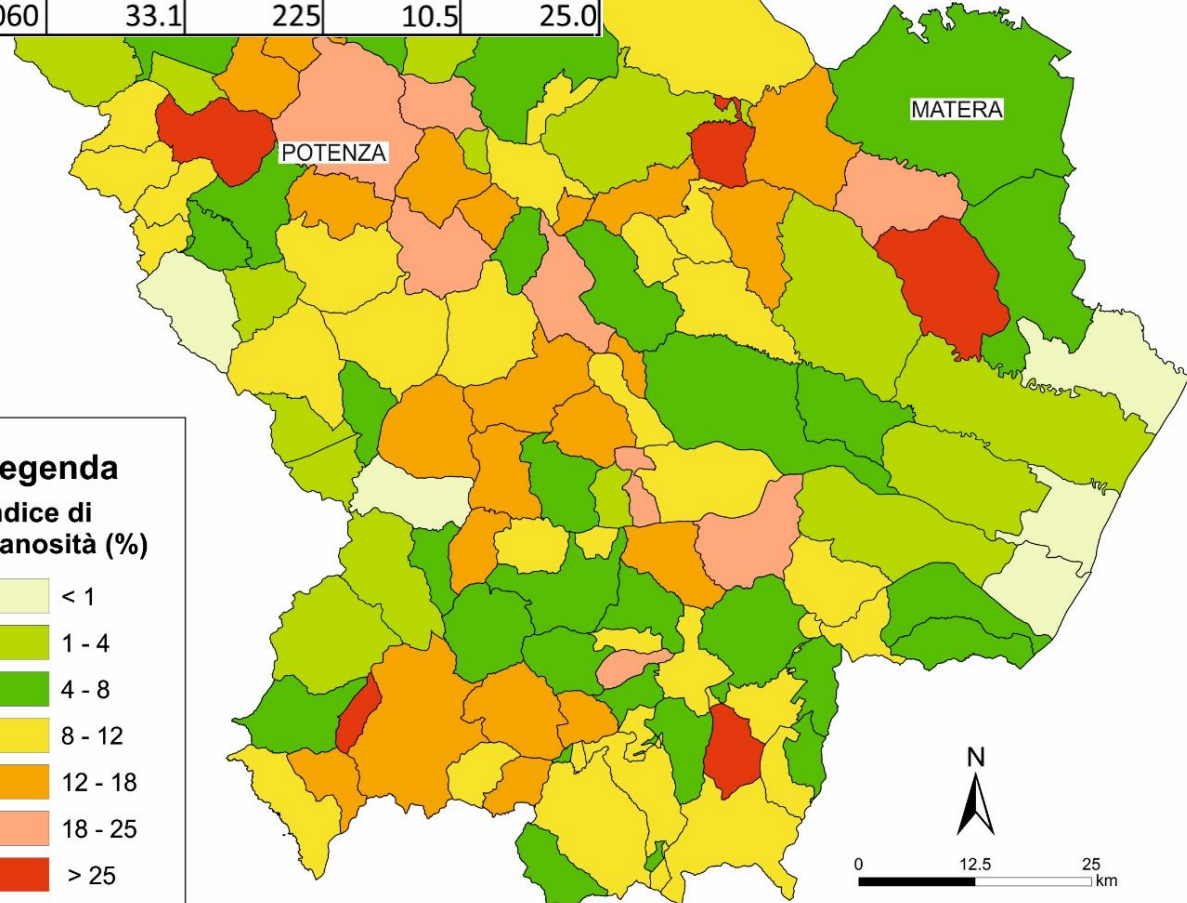 060 33.1 225 10.5 25.0
MATERA
POTENZA
egenda
dice di
anosità (%)
< 1
1 - 4
4 - 8
8 - 12
12 - 18
18 - 25
> 25
N
0 12.5 25
km